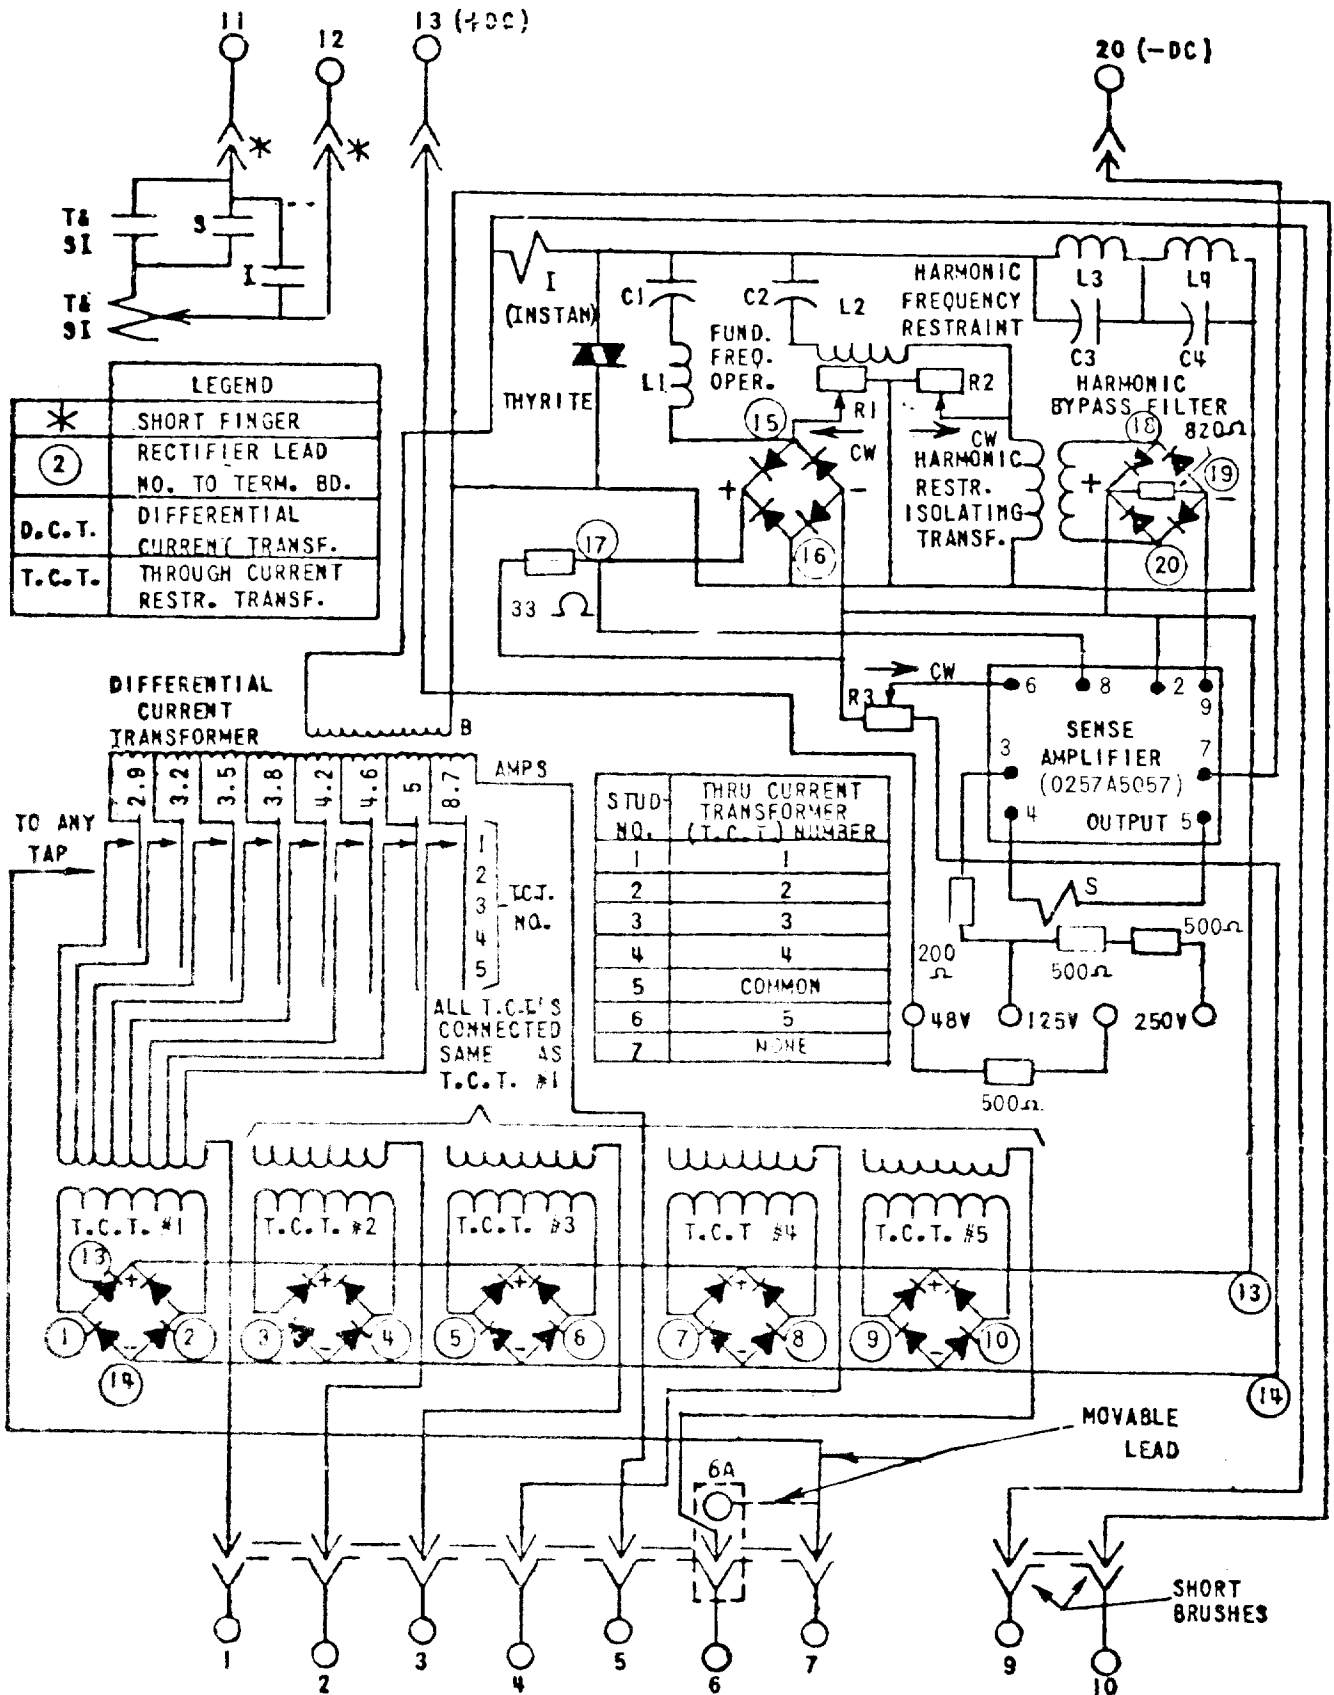 11
12
13 (+DC)
20 (-DC)
*
*
T&
SI
S
I
T&
SI
I
(INSTAN)
THYRITE
C1
L1
FUND.
FREQ.
OPER.
C2
L2
HARMONIC
FREQUENCY
RESTRAINT
L3
L4
C3
C4
HARMONIC
BYPASS FILTER
R1
R2
CW
CW
15
16
+
-
HARMONIC
RESTR.
ISOLATING
TRANSF.
18
820Ω
19
+
-
20
17
33 Ω
LEGEND
* SHORT FINGER
2 RECTIFIER LEAD
NO. TO TERM. BD.
D.C.T. DIFFERENTIAL
CURRENT TRANSF.
T.C.T. THROUGH CURRENT
RESTR. TRANSF.
DIFFERENTIAL
CURRENT
TRANSFORMER
B
AMPS
2.9
3.2
3.5
3.8
4.2
4.6
5
8.7
TO ANY
TAP
1
2
3
4
5
T.C.T.
NO.
ALL T.C.T.'S
CONNECTED
SAME AS
T.C.T. #1
STUD NO. THRU CURRENT TRANSFORMER (T.C.T.) NUMBER
1 1
2 2
3 3
4 4
5 COMMON
6 5
7 NONE
R3
CW
6 8 2 9
SENSE
AMPLIFIER
(0257A5057)
3
7
4
OUTPUT 5
S
200
Ω
500Ω
500Ω
48V
125V
250V
500Ω
T.C.T. #1
T.C.T. #2
T.C.T. #3
T.C.T #4
T.C.T. #5
13
+
1
2
-
14
+
3
4
-
+
5
6
-
+
7
8
-
+
9
10
-
13
14
MOVABLE
LEAD
6A
SHORT
BRUSHES
1
2
3
4
5
6
7
9
10